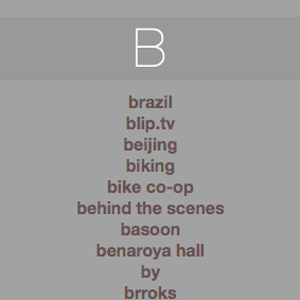 B
brazil
blip.tv
beijing
biking
bike co-op
behind the scenes
basoon
benaroya hall
by
brroks